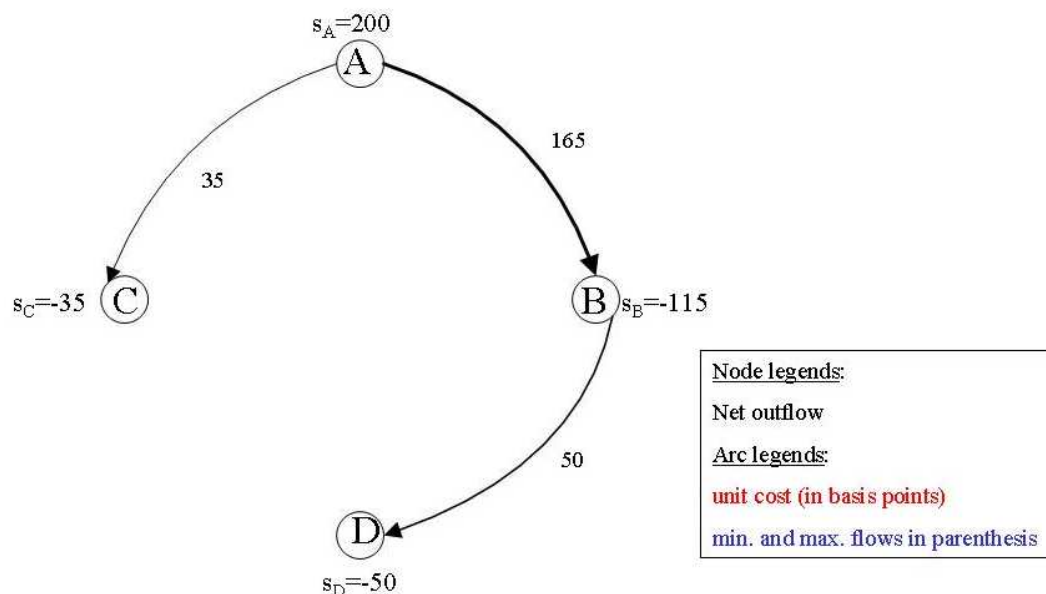 s_A=200
A
165
35
C
s_C=-35
B
s_B=-115
50
D
s_D=-50
Node legends:
Net outflow
Arc legends:
unit cost (in basis points)
min. and max. flows in parenthesis